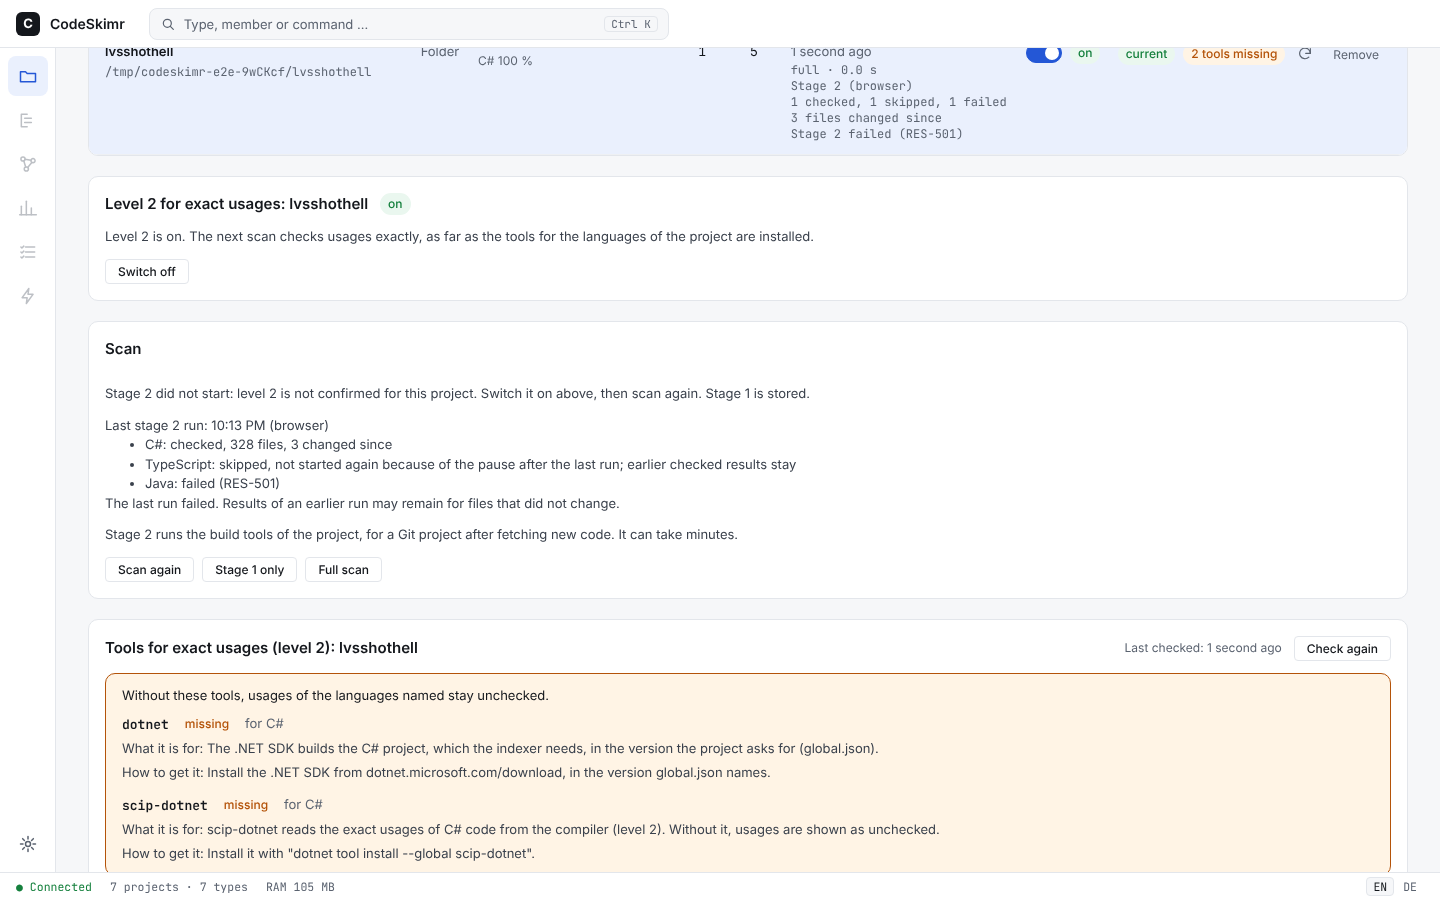 C CodeSkimr Type, member or command ... Ctrl K
lvsshothell Folder C# 100 % 1 5 1 second ago on current 2 tools missing Remove
/tmp/codeskimr-e2e-9wCKcf/lvsshothell
full · 0.0 s
Stage 2 (browser)
1 checked, 1 skipped, 1 failed
3 files changed since
Stage 2 failed (RES-501)
Level 2 for exact usages: lvsshothell on
Level 2 is on. The next scan checks usages exactly, as far as the tools for the languages of the project are installed.
Switch off
Scan
Stage 2 did not start: level 2 is not confirmed for this project. Switch it on above, then scan again. Stage 1 is stored.
Last stage 2 run: 10:13 PM (browser)
• C#: checked, 328 files, 3 changed since
• TypeScript: skipped, not started again because of the pause after the last run; earlier checked results stay
• Java: failed (RES-501)
The last run failed. Results of an earlier run may remain for files that did not change.
Stage 2 runs the build tools of the project, for a Git project after fetching new code. It can take minutes.
Scan again Stage 1 only Full scan
Tools for exact usages (level 2): lvsshothell Last checked: 1 second ago Check again
Without these tools, usages of the languages named stay unchecked.
dotnet missing for C#
What it is for: The .NET SDK builds the C# project, which the indexer needs, in the version the project asks for (global.json).
How to get it: Install the .NET SDK from dotnet.microsoft.com/download, in the version global.json names.
scip-dotnet missing for C#
What it is for: scip-dotnet reads the exact usages of C# code from the compiler (level 2). Without it, usages are shown as unchecked.
How to get it: Install it with "dotnet tool install --global scip-dotnet".
Connected 7 projects · 7 types RAM 105 MB EN DE